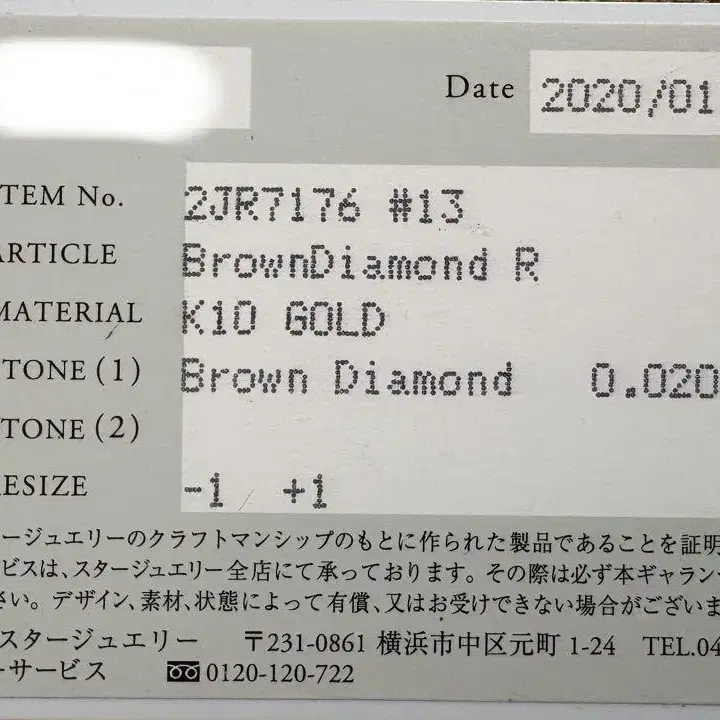 Date 2020/01
TEM No. 2JR7176 #13
ARTICLE BrownDiamond R
MATERIAL K10 GOLD
TONE (1) Brown Diamond 0.020
TONE (2)
ESIZE -1 +1
ージュエリーのクラフトマンシップのもとに作られた製品であることを証明
ビスは、スタージュエリー全店にて承っております。その際は必ず本ギャラン
さい。デザイン、素材、状態によって有償、又はお受けできない場合がございま
スタージュエリー 〒231-0861 横浜市中区元町 1-24 TEL.04
ーサービス 0120-120-722